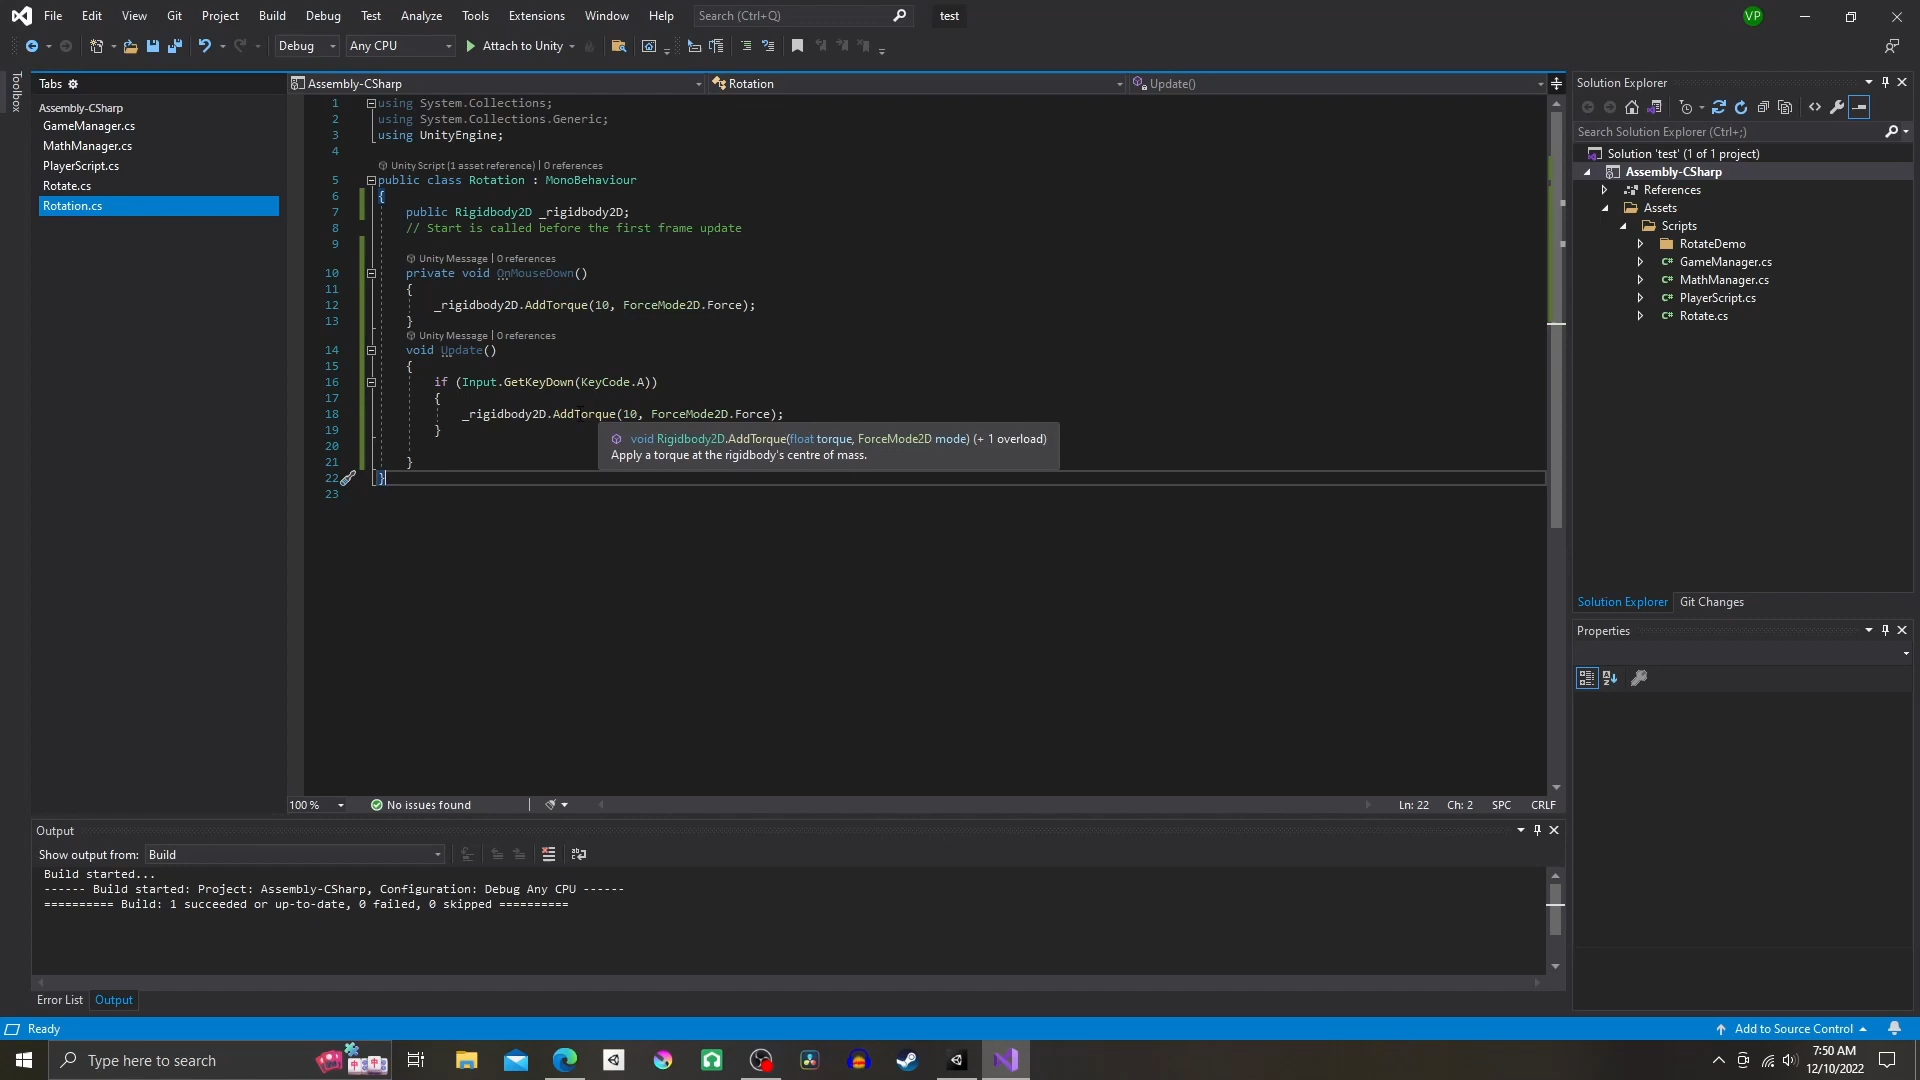 File Edit View Git Project Build Debug Test Analyze Tools Extensions Window Help Search (Ctrl+Q) test VP
Debug Any CPU Attach to Unity
Toolbox
Tabs
Assembly-CSharp
GameManager.cs
MathManager.cs
PlayerScript.cs
Rotate.cs
Rotation.cs
Assembly-CSharp Rotation Update()
1 using System.Collections;
2 using System.Collections.Generic;
3 using UnityEngine;
4
Unity Script (1 asset reference) | 0 references
5 public class Rotation : MonoBehaviour
6 {
7 public Rigidbody2D _rigidbody2D;
8 // Start is called before the first frame update
9
Unity Message | 0 references
10 private void OnMouseDown()
11 {
12 _rigidbody2D.AddTorque(10, ForceMode2D.Force);
13 }
Unity Message | 0 references
14 void Update()
15 {
16 if (Input.GetKeyDown(KeyCode.A))
17 {
18 _rigidbody2D.AddTorque(10, ForceMode2D.Force);
19 }
20
21 }
22 }
23
void Rigidbody2D.AddTorque(float torque, ForceMode2D mode) (+ 1 overload)
Apply a torque at the rigidbody's centre of mass.
100 % No issues found Ln: 22 Ch: 2 SPC CRLF
Output
Show output from: Build
Build started...
------ Build started: Project: Assembly-CSharp, Configuration: Debug Any CPU ------
========== Build: 1 succeeded or up-to-date, 0 failed, 0 skipped ==========
Error List Output
Solution Explorer
Search Solution Explorer (Ctrl+;)
Solution 'test' (1 of 1 project)
Assembly-CSharp
References
Assets
Scripts
RotateDemo
C# GameManager.cs
C# MathManager.cs
C# PlayerScript.cs
C# Rotate.cs
Solution Explorer Git Changes
Properties
Ready Add to Source Control
Type here to search
7:50 AM
12/10/2022